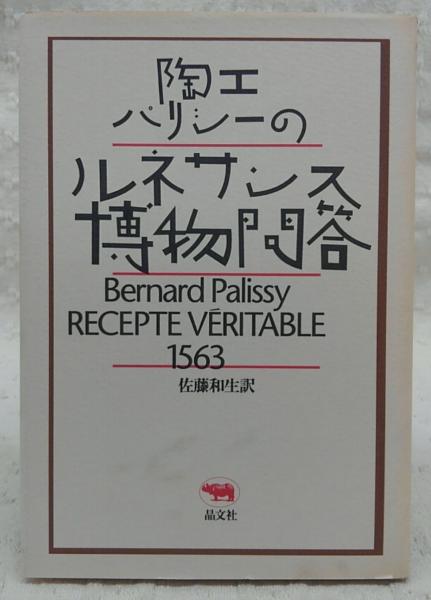 陶工
パリシーの
ルネサンス
博物問答
Bernard Palissy
RECEPTE VÉRITABLE
1563
佐藤和生訳
晶文社